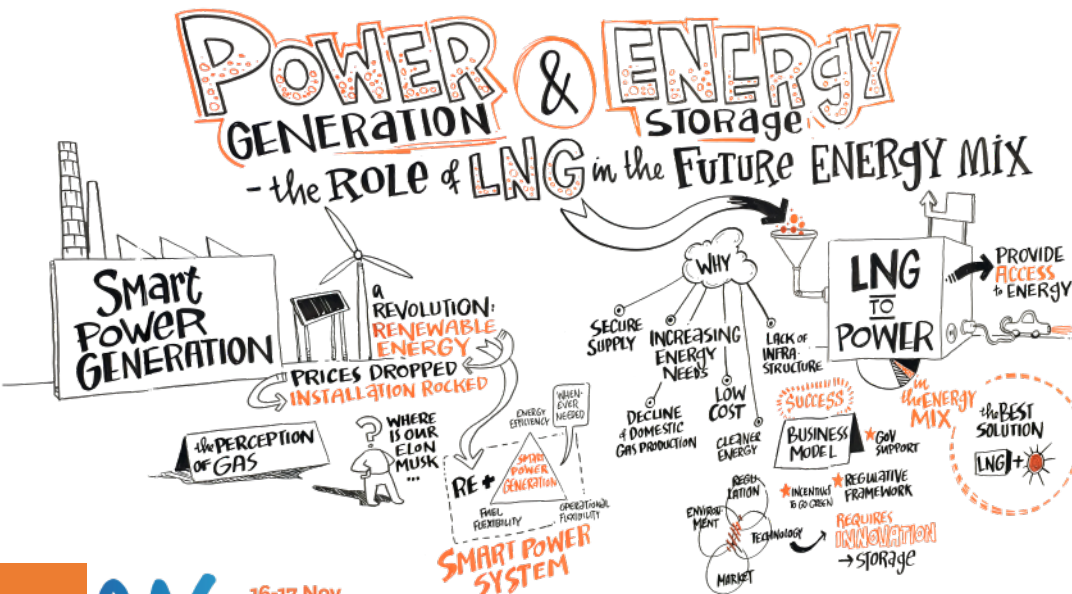 POWER & ENERGY
GENERATION STORAGE
- the ROLE of LNG in the FUTURE ENERGY MIX
Smart
POWER
GENERATION
a
REVOLUTION:
RENEWABLE
ENERGY
PRICES DROPPED
INSTALLATION ROCKED
the PERCEPTION
OF GAS
WHERE
IS OUR
ELON
MUSK
...
RE +
ENERGY
EFFICIENCY
WHEN-
EVER
NEEDED
SMART
POWER
GENERATION
FUEL
FLEXIBILITY
OPERATIONAL
FLEXIBILITY
SMART POWER
SYSTEM
WHY
SECURE
SUPPLY
INCREASING
ENERGY
NEEDS
LACK OF
INFRA-
STRUCTURE
DECLINE
of DOMESTIC
GAS PRODUCTION
LOW
COST
CLEANER
ENERGY
LNG
TO
POWER
PROVIDE
ACCESS
to ENERGY
in
the ENERGY
MIX
SUCCESS
BUSINESS
MODEL
GOV
SUPPORT
REGULATIVE
FRAMEWORK
INCENTIVES
TO GO GREEN
the BEST
SOLUTION
LNG +
REGU-
LATION
ENVIRON-
MENT
TECHNOLOGY
MARKET
REQUIRES
INNOVATION
→ STORAGE
16-17 Nov